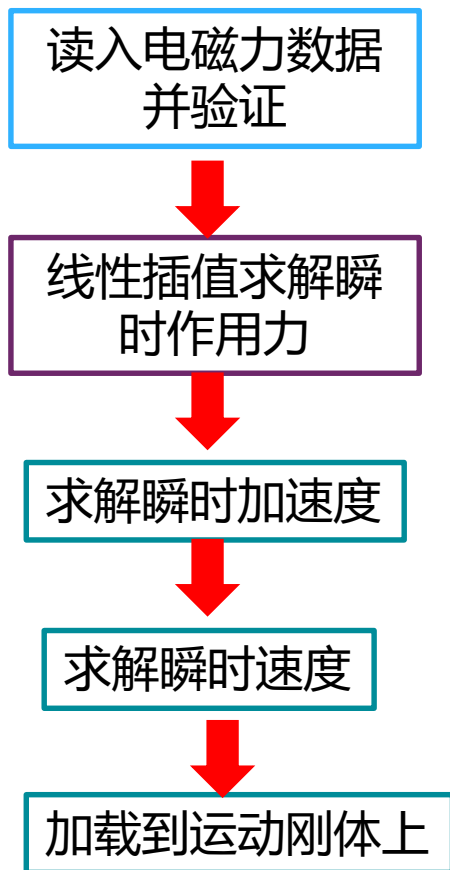 读入电磁力数据
并验证
线性插值求解瞬
时作用力
求解瞬时加速度
求解瞬时速度
加载到运动刚体上